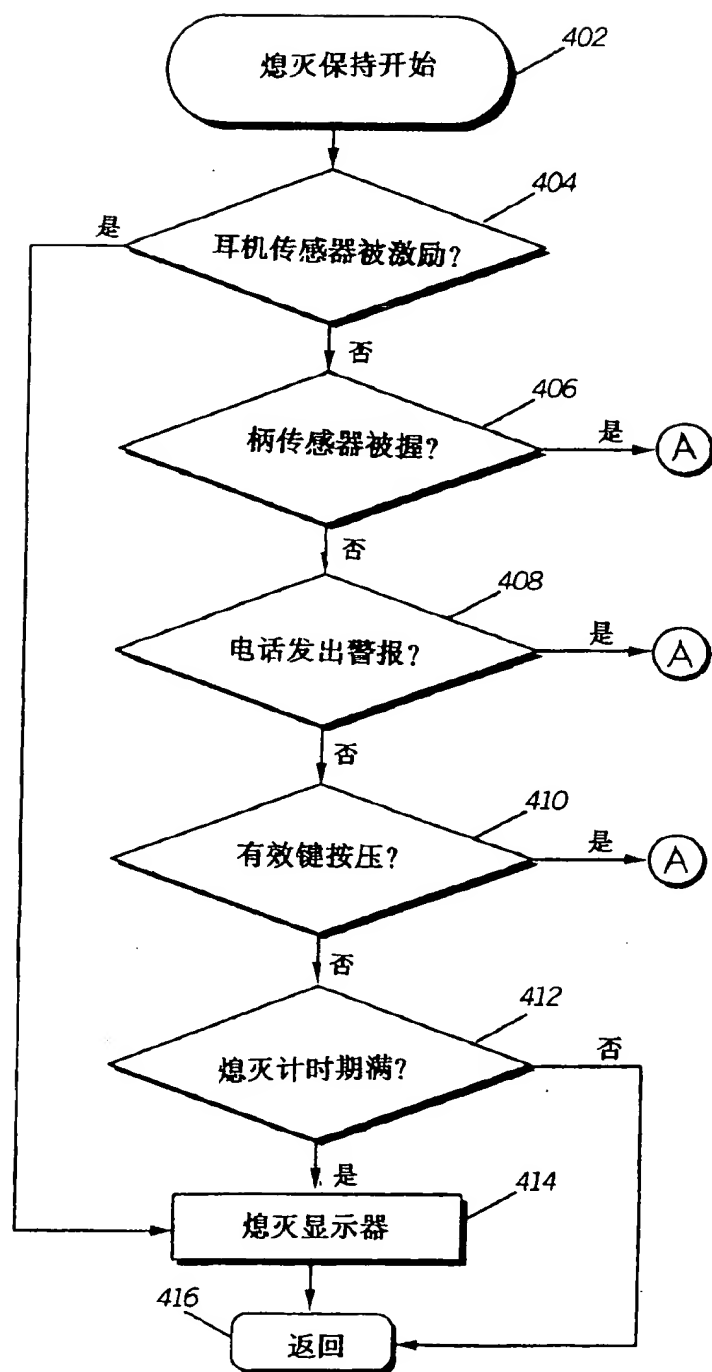 熄灭保持开始
402
404
是
耳机传感器被激励?
否
406
柄传感器被握?
是
A
否
408
电话发出警报?
是
A
否
410
有效键按压?
是
A
否
412
熄灭计时期满?
否
是
414
熄灭显示器
416
返回